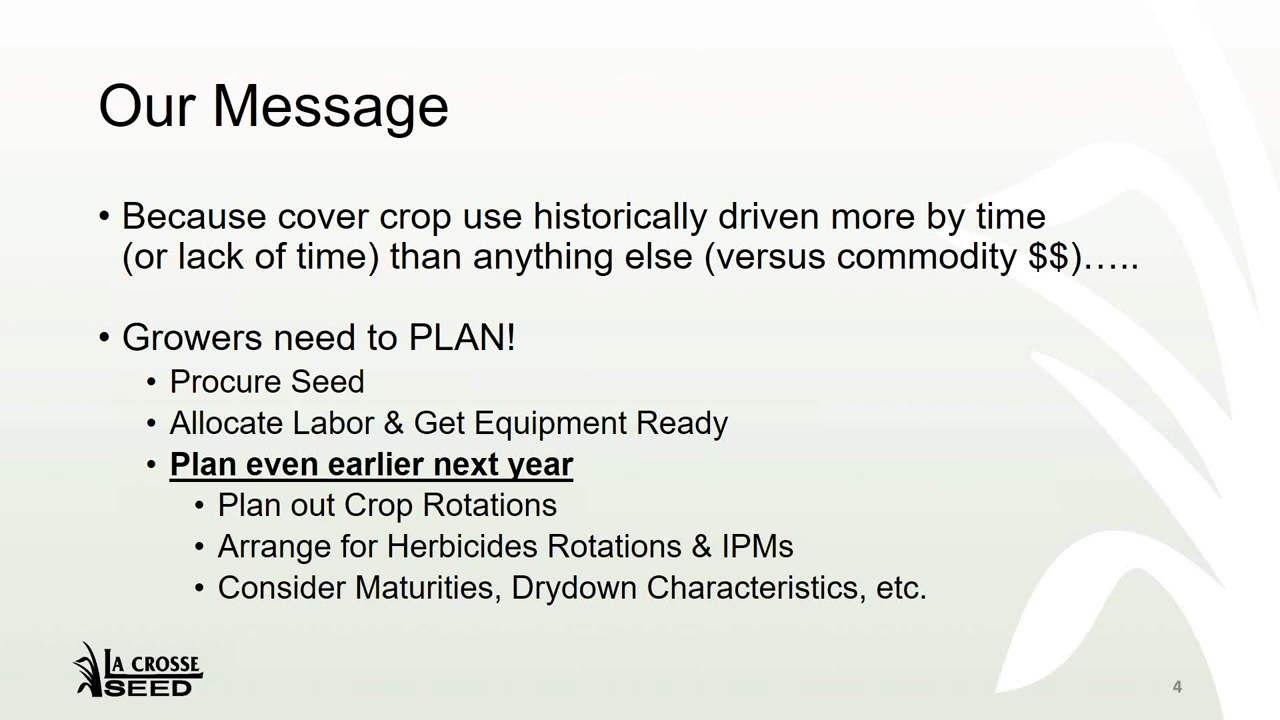 Our Message
• Because cover crop use historically driven more by time
(or lack of time) than anything else (versus commodity $$)…..
• Growers need to PLAN!
• Procure Seed
• Allocate Labor & Get Equipment Ready
• Plan even earlier next year
• Plan out Crop Rotations
• Arrange for Herbicides Rotations & IPMs
• Consider Maturities, Drydown Characteristics, etc.
LA CROSSE
SEED
4